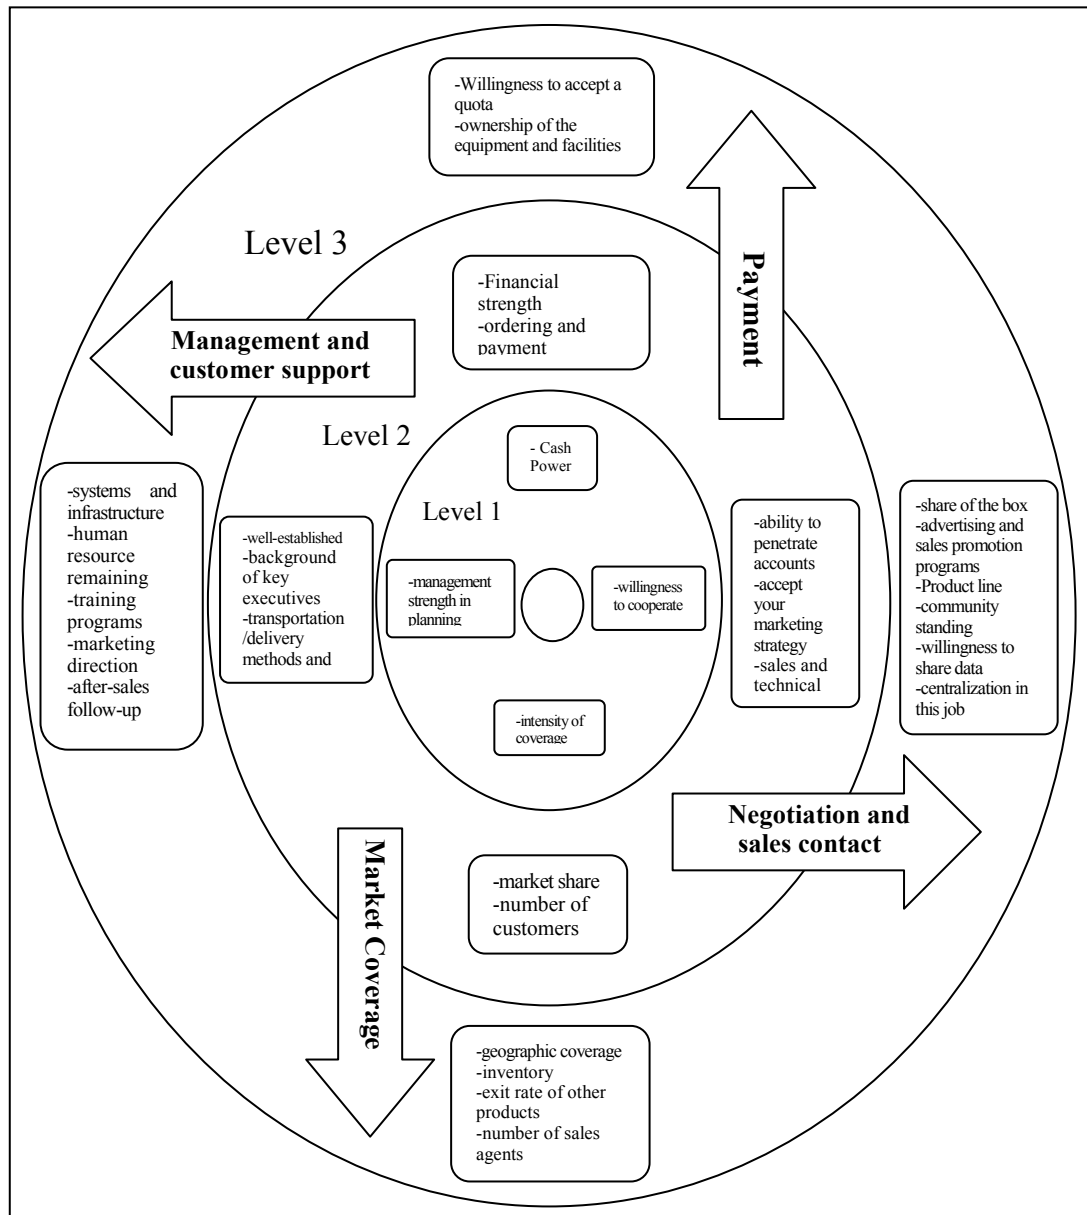 -Willingness to accept a
quota
-ownership of the
equipment and facilities
Payment
Level 3
-Financial
strength
-ordering and
payment
Management and
customer support
Level 2
- Cash
Power
Level 1
-systems and
infrastructure
-human
resource
remaining
-training
programs
-marketing
direction
-after-sales
follow-up
-well-established
-background
of key
executives
-transportation
/delivery
methods and
-management
strength in
planning
-willingness
to cooperate
-ability to
penetrate
accounts
-accept
your
marketing
strategy
-sales and
technical
-share of the box
-advertising and
sales promotion
programs
-Product line
-community
standing
-willingness to
share data
-centralization in
this job
-intensity of
coverage
Negotiation and
sales contact
Market Coverage
-market share
-number of
customers
-geographic coverage
-inventory
-exit rate of other
products
-number of sales
agents